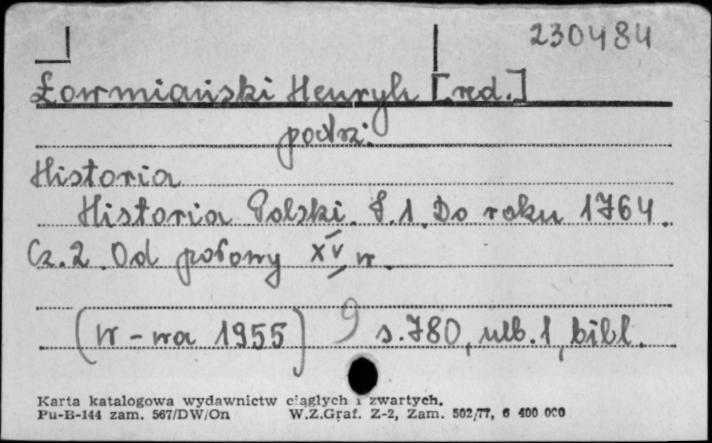 230484
Łowmiański Henryk [red.]
podz:
Historia
Historia Polski. T.1. Do roku 1764.
Cz.2. Od połowy XV w.
(W-wa 1955) 9 s.780, nlb.1, bibl.
Karta katalogowa wydawnictw ciągłych i zwartych.
Pu-B-144 zam. 567/DW/On W.Z.Graf. Z-2, Zam. 502/77, 6 400 000